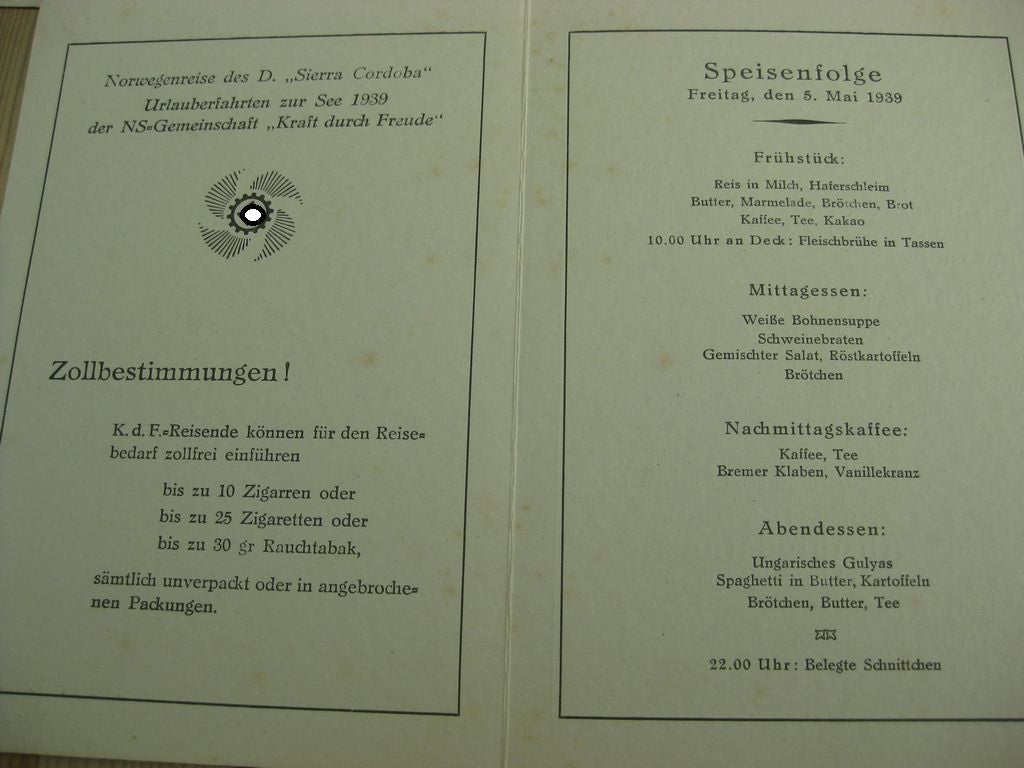 Norwegenreise des D. „Sierra Cordoba“
Urlauberfahrten zur See 1939
der NS=Gemeinschaft „Kraft durch Freude“
Zollbestimmungen!
K. d. F.=Reisende können für den Reise=
bedarf zollfrei einführen
bis zu 10 Zigarren oder
bis zu 25 Zigaretten oder
bis zu 30 gr Rauchtabak,
sämtlich unverpackt oder in angebroche=
nen Packungen.
Speisenfolge
Freitag, den 5. Mai 1939
Frühstück:
Reis in Milch, Haferschleim
Butter, Marmelade, Brötchen, Brot
Kaffee, Tee, Kakao
10.00 Uhr an Deck: Fleischbrühe in Tassen
Mittagessen:
Weiße Bohnensuppe
Schweinebraten
Gemischter Salat, Röstkartoffeln
Brötchen
Nachmittagskaffee:
Kaffee, Tee
Bremer Klaben, Vanillekranz
Abendessen:
Ungarisches Gulyas
Spaghetti in Butter, Kartoffeln
Brötchen, Butter, Tee
22.00 Uhr: Belegte Schnittchen